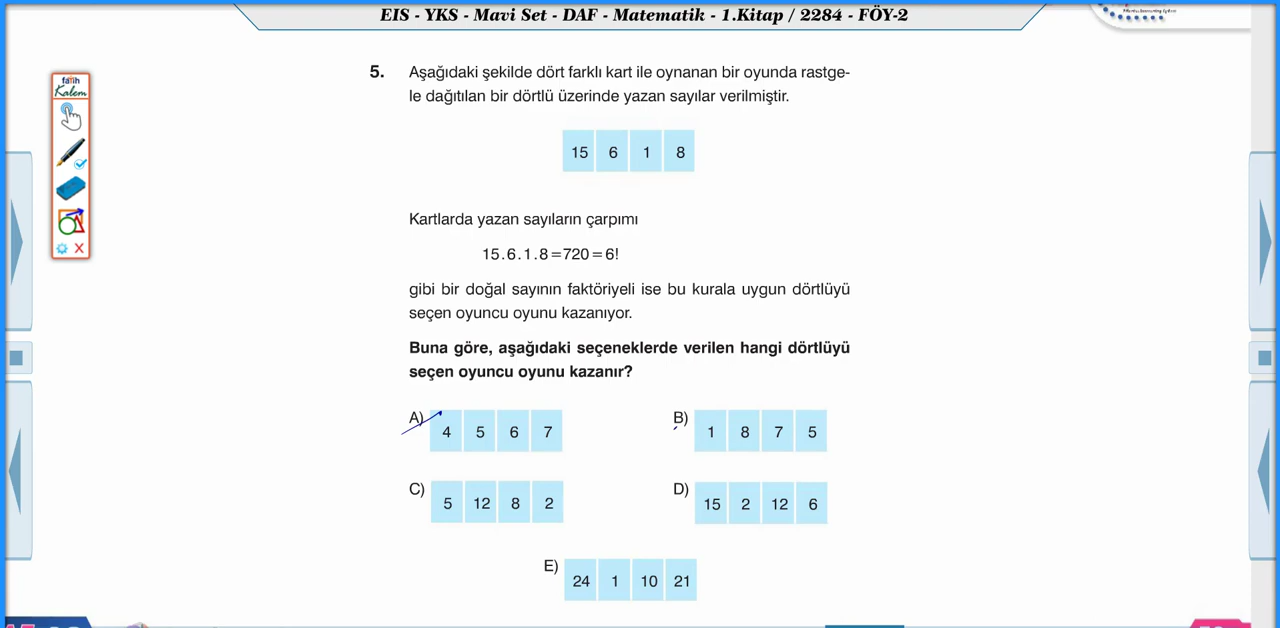 EIS - YKS - Mavi Set - DAF - Matematik - 1.Kitap / 2284 - FÖY-2
fatih
Kalem
5. Aşağıdaki şekilde dört farklı kart ile oynanan bir oyunda rastge-
le dağıtılan bir dörtlü üzerinde yazan sayılar verilmiştir.
15 6 1 8
Kartlarda yazan sayıların çarpımı
15.6.1.8=720=6!
gibi bir doğal sayının faktöriyeli ise bu kurala uygun dörtlüyü
seçen oyuncu oyunu kazanıyor.
Buna göre, aşağıdaki seçeneklerde verilen hangi dörtlüyü
seçen oyuncu oyunu kazanır?
A) 4 5 6 7
B) 1 8 7 5
C) 5 12 8 2
D) 15 2 12 6
E) 24 1 10 21